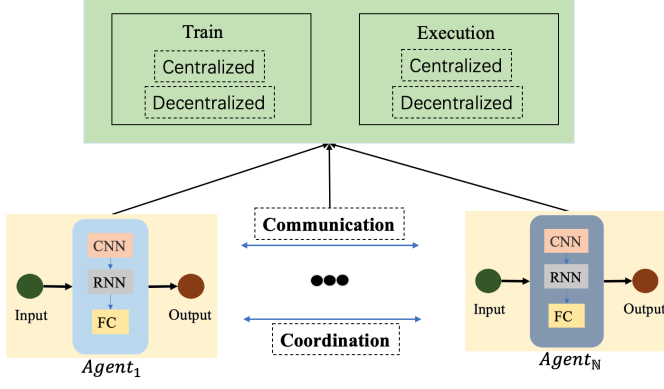 Train
Execution
Centralized
Centralized
Decentralized
Decentralized
Communication
CNN
CNN
RNN
RNN
Input
FC
Output
Input
FC
Output
Coordination
Agent₁
Agentℕ